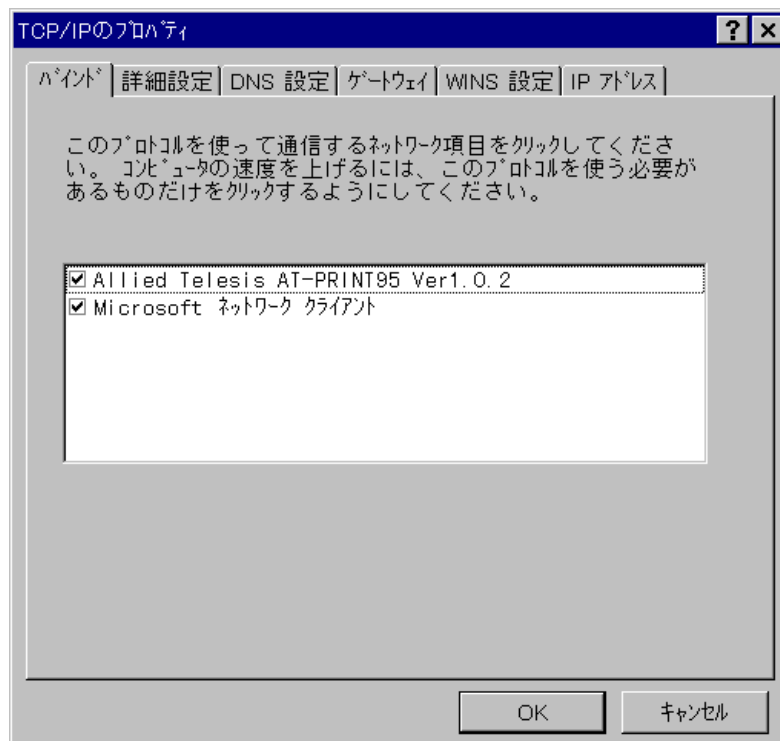 TCP/IPのﾌﾟﾛﾊﾟﾃｨ
ﾊﾞｲﾝﾄﾞ 詳細設定 DNS 設定 ｹﾞｰﾄｳｪｲ WINS 設定 IP ｱﾄﾞﾚｽ
このﾌﾟﾛﾄｺﾙを使って通信するﾈｯﾄﾜｰｸ項目をｸﾘｯｸしてくださ
い。 ｺﾝﾋﾟｭｰﾀの速度を上げるには、このﾌﾟﾛﾄｺﾙを使う必要が
あるものだけをｸﾘｯｸするようにしてください。
Allied Telesis AT-PRINT95 Ver1.0.2
Microsoft ﾈｯﾄﾜｰｸ ｸﾗｲｱﾝﾄ
OK ｷｬﾝｾﾙ